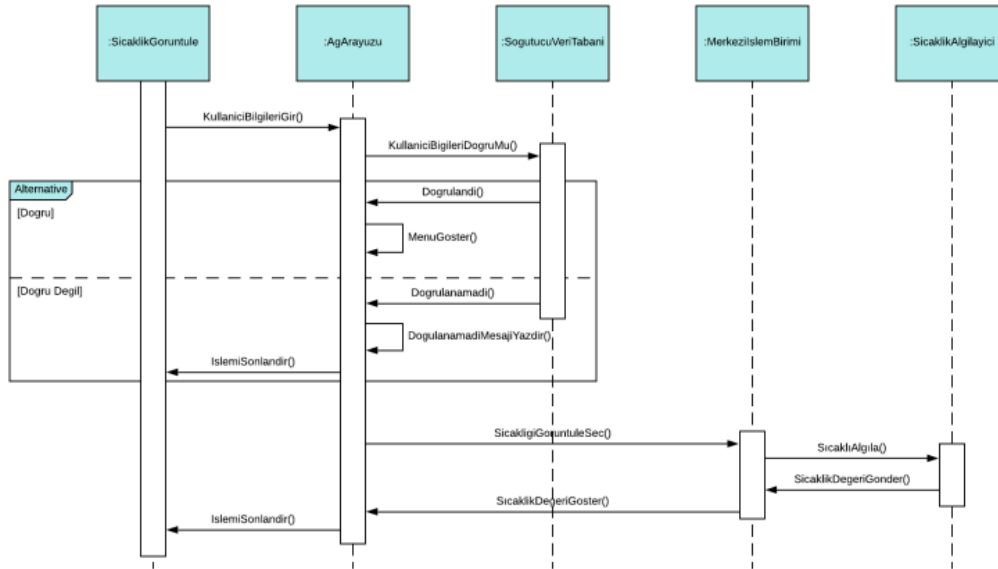 :SicaklikGoruntule
:AgArayuzu
:SogutucuVeriTabani
:MerkeziIslemBirimi
:SicaklikAlgilayici
KullaniciBilgileriGir()
KullaniciBigileriDogruMu()
Alternative
Dogrulandi()
[Dogru]
MenuGoster()
[Dogru Degil]
Dogrulanamadi()
DogulanamadiMesajiYazdir()
IslemiSonlandir()
SicakligiGoruntuleSec()
SıcaklıAlgıla()
SicaklikDegeriGonder()
SıcaklikDegeriGoster()
IslemiSonlandir()